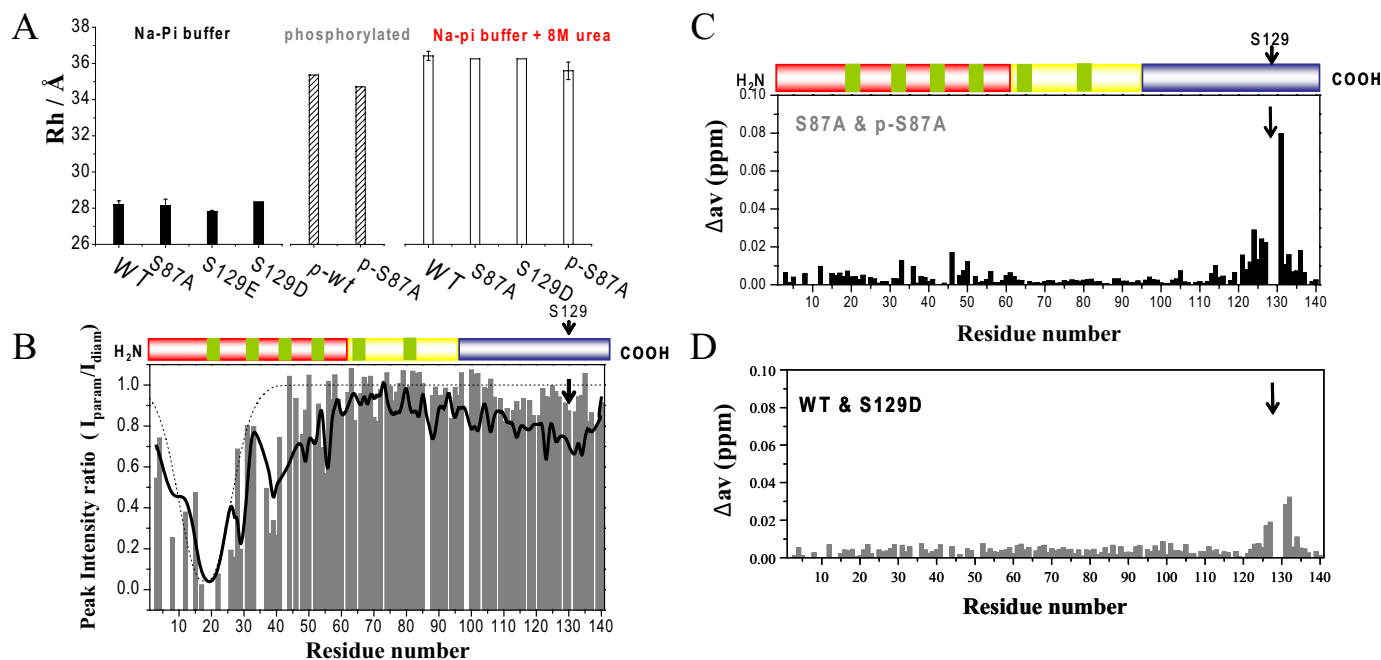 A
Na-Pi buffer
phosphorylated
Na-pi buffer + 8M urea
Rh / Å
38
36
34
32
30
28
26
WT
S87A
S129E
S129D
p-wt
p-S87A
WT
S87A
S129D
p-S87A
B
S129
H2N
COOH
Peak Intensity ratio ( Iparam/Idiam)
1.0
0.8
0.6
0.4
0.2
0.0
10 20 30 40 50 60 70 80 90 100 110 120 130 140
Residue number
C
S129
H2N
COOH
S87A & p-S87A
Δav (ppm)
0.10
0.08
0.06
0.04
0.02
0.00
10 20 30 40 50 60 70 80 90 100 110 120 130 140
Residue number
D
WT & S129D
Δav (ppm)
0.10
0.08
0.06
0.04
0.02
0.00
10 20 30 40 50 60 70 80 90 100 110 120 130 140
Residue number